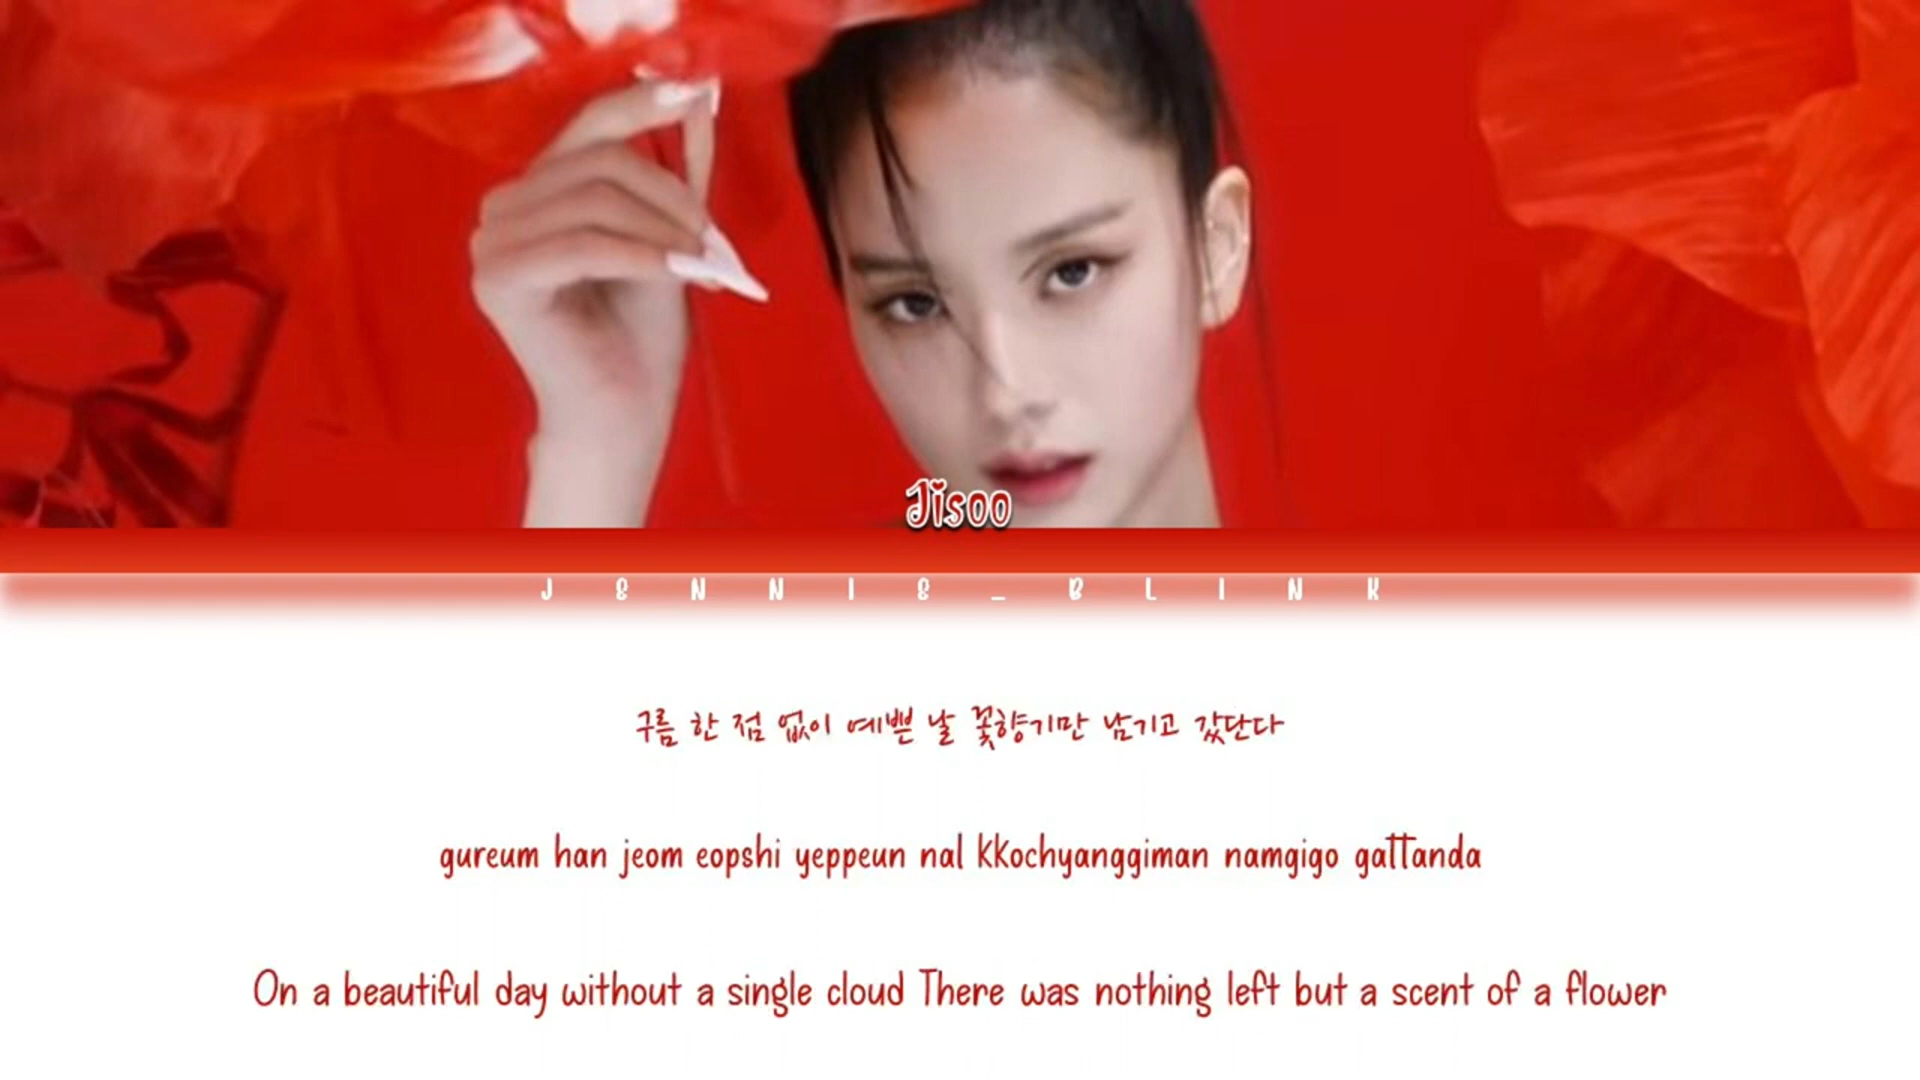 Jisoo
J8NNI8_BLINK
구름 한 점 없이 예쁜 날 꽃향기만 남기고 갔단다
gureum han jeom eopshi yeppeun nal kkochyanggiman namgigo gattanda
On a beautiful day without a single cloud There was nothing left but a scent of a flower